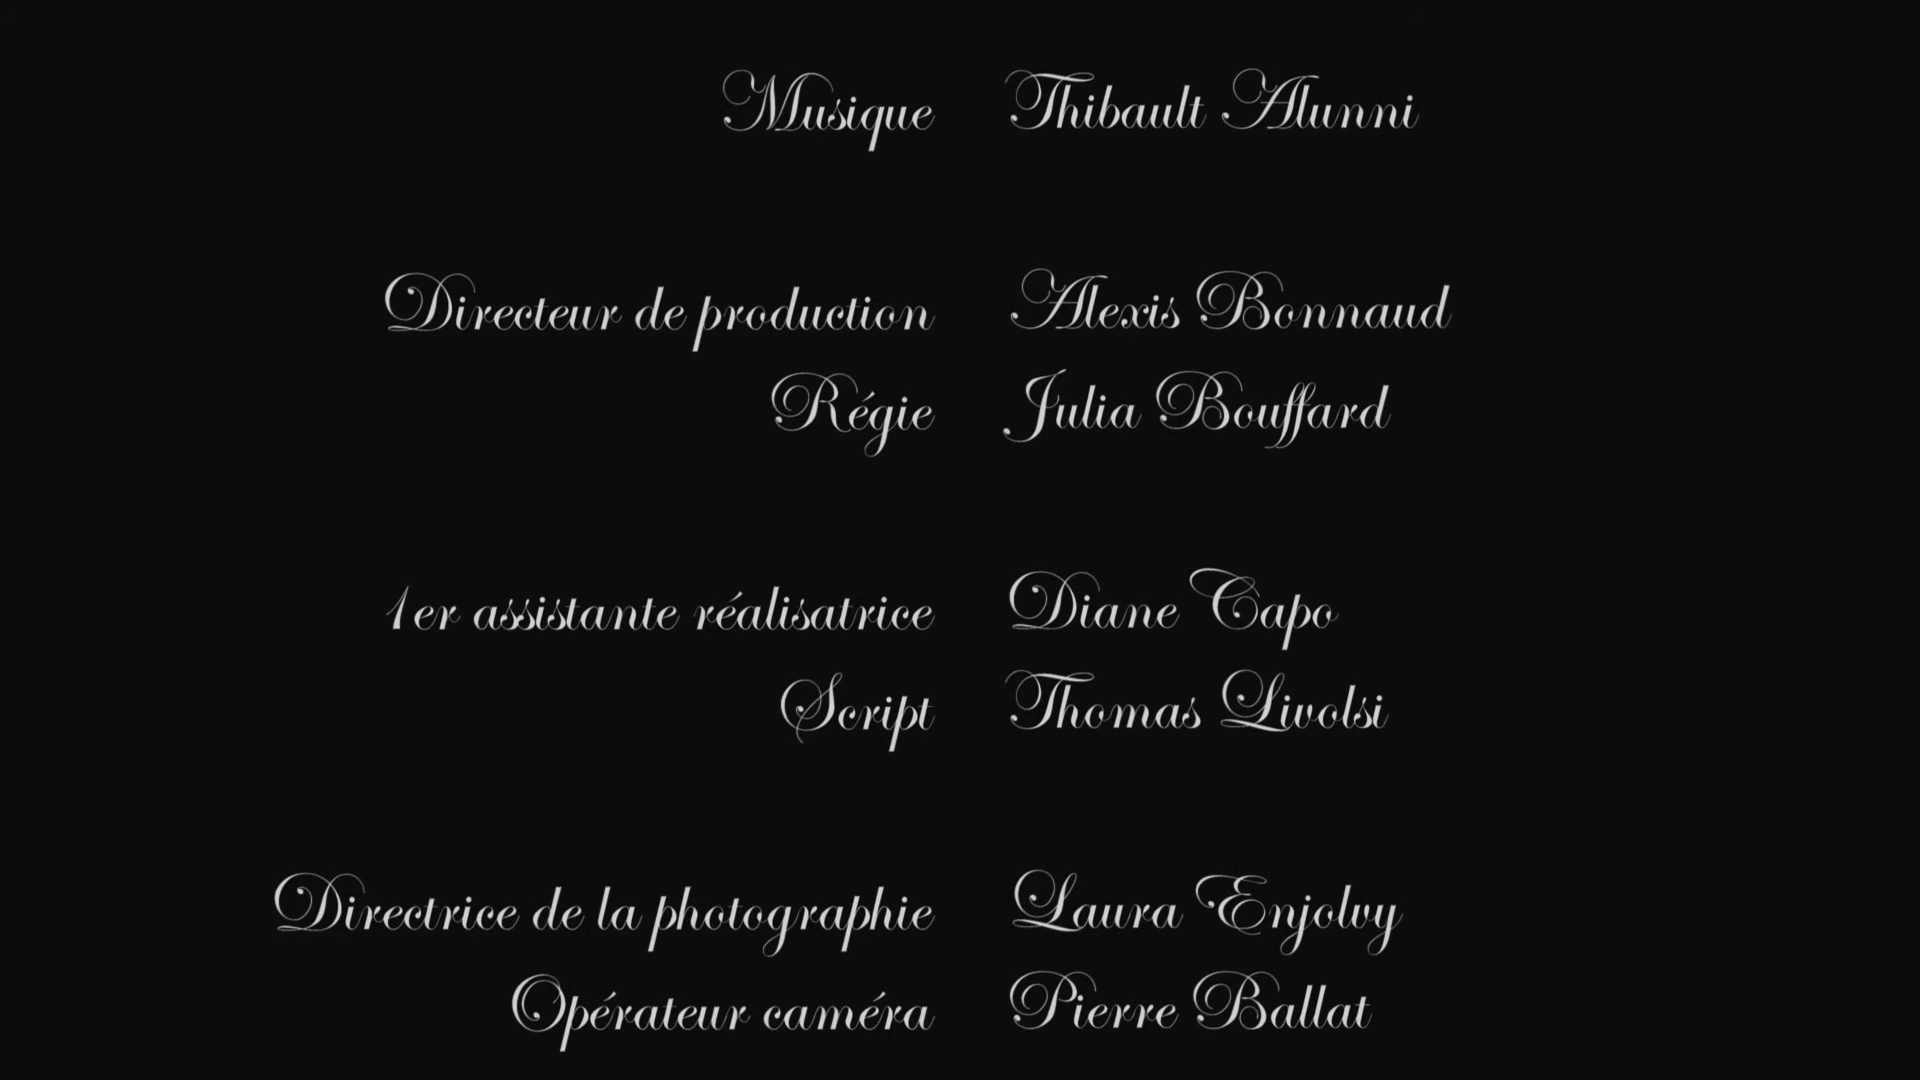 Musique Thibault Alunni
Directeur de production Alexis Bonnaud
Régie Julia Bouffard
1er assistante réalisatrice Diane Capo
Script Thomas Livolsi
Directrice de la photographie Laura Enjolvy
Opérateur caméra Pierre Ballat